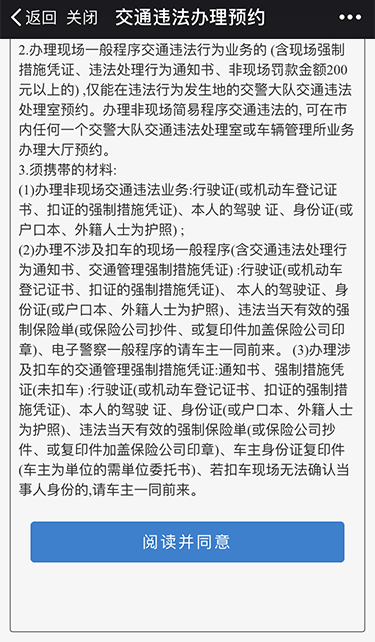 返回 关闭 交通违法办理预约
2.办理现场一般程序交通违法行为业务的 (含现场强制
措施凭证、违法处理行为通知书、非现场罚款金额200
元以上的) ,仅能在违法行为发生地的交警大队交通违法
处理室预约。办理非现场简易程序交通违法的, 可在市
内任何一个交警大队交通违法处理室或车辆管理所业务
办理大厅预约。
3.须携带的材料:
(1)办理非现场交通违法业务:行驶证(或机动车登记证
书、扣证的强制措施凭证)、本人的驾驶 证、身份证(或
户口本、外籍人士为护照) ;
(2)办理不涉及扣车的现场一般程序(含交通违法处理行
为通知书、交通管理强制措施凭证) :行驶证(或机动车
登记证书、扣证的强制措施凭证)、 本人的驾驶证、身
份证(或户口本、外籍人士为护照)、违法当天有效的强
制保险单(或保险公司抄件、或复印件加盖保险公司印
章)、电子警察一般程序的请车主一同前来。 (3)办理涉
及扣车的交通管理强制措施凭证:通知书、强制措施凭
证(未扣车) :行驶证(或机动车登记证书、扣证的强制措
施凭证)、本人的驾驶 证、身份证(或户口本、外籍人士
为护照)、违法当天有效的强制保险单(或保险公司抄
件、或复印件加盖保险公司印章)、车主身份证复印件
(车主为单位的需单位委托书)、若扣车现场无法确认当
事人身份的,请车主一同前来。
阅读并同意